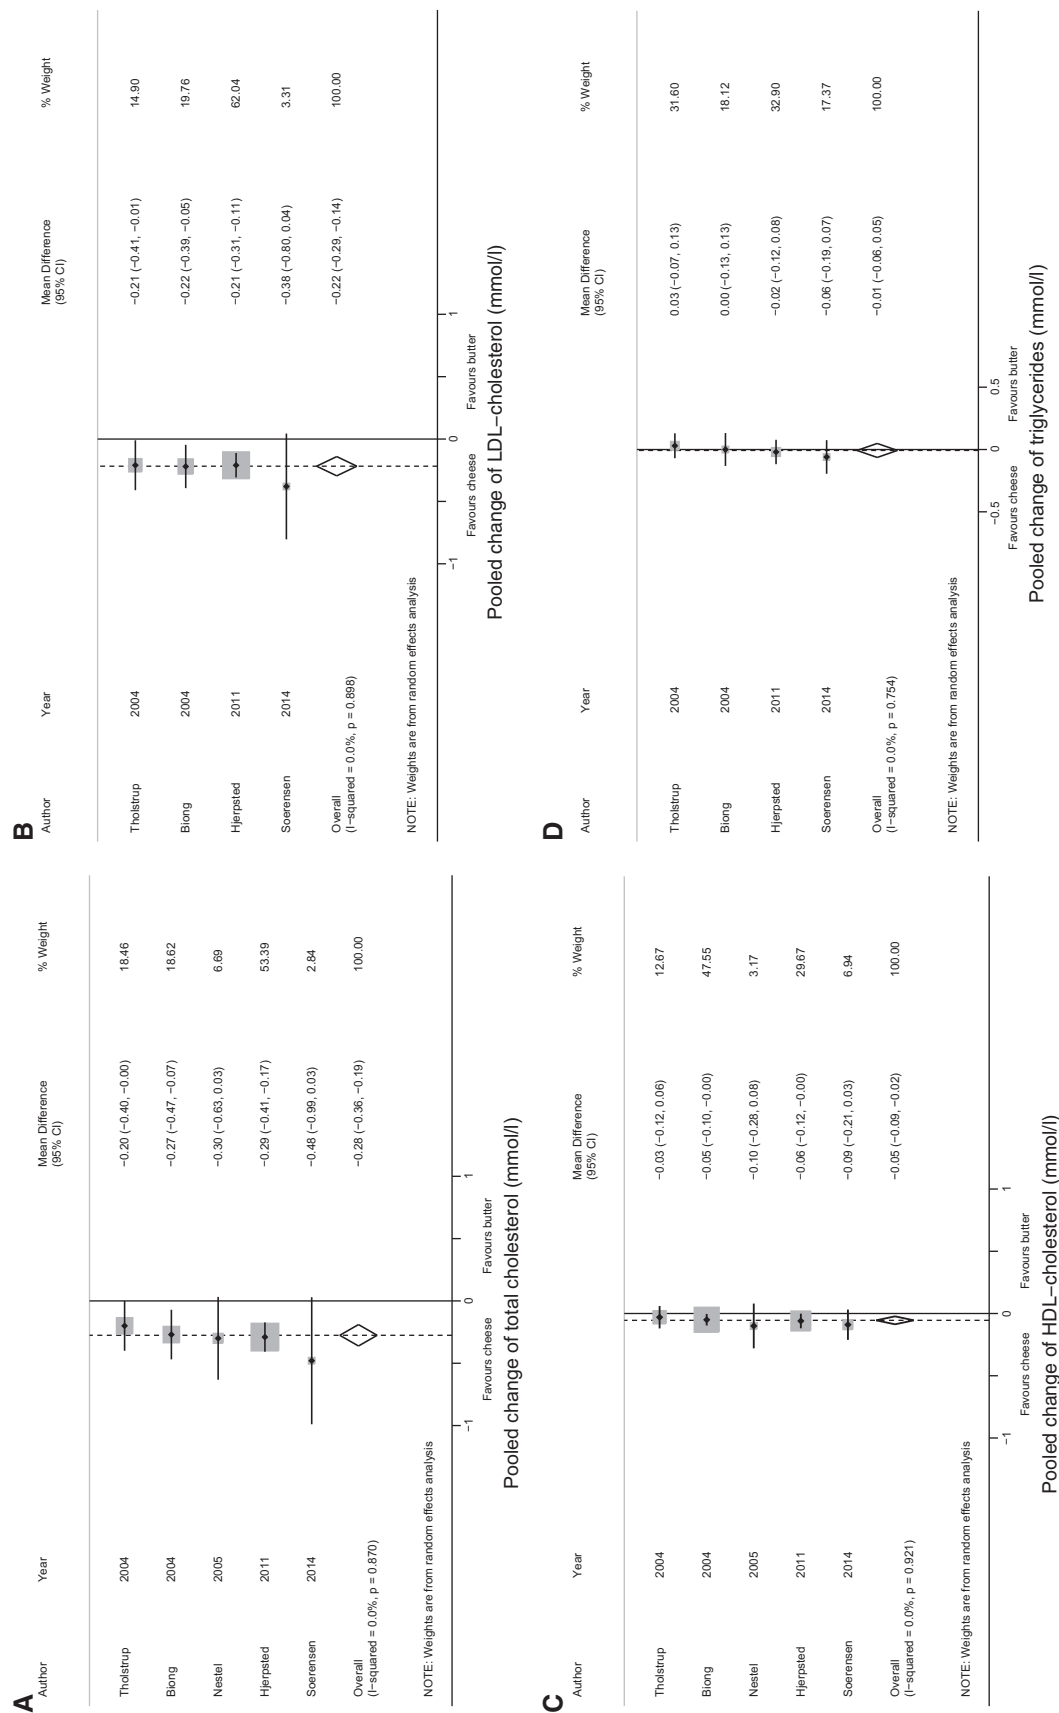 A
Author Year Mean Difference % Weight
(95% CI)
Tholstrup 2004 −0.20 (−0.40, −0.00) 18.46
Biong 2004 −0.27 (−0.47, −0.07) 18.62
Nestel 2005 −0.30 (−0.63, 0.03) 6.69
Hjerpsted 2011 −0.29 (−0.41, −0.17) 53.39
Soerensen 2014 −0.48 (−0.99, 0.03) 2.84
Overall −0.28 (−0.36, −0.19) 100.00
(I−squared = 0.0%, p = 0.870)
NOTE: Weights are from random effects analysis
−1 0 1
Favours cheese Favours butter
Pooled change of total cholesterol (mmol/l)
B
Author Year Mean Difference % Weight
(95% CI)
Tholstrup 2004 −0.21 (−0.41, −0.01) 14.90
Biong 2004 −0.22 (−0.39, −0.05) 19.76
Hjerpsted 2011 −0.21 (−0.31, −0.11) 62.04
Soerensen 2014 −0.38 (−0.80, 0.04) 3.31
Overall −0.22 (−0.29, −0.14) 100.00
(I−squared = 0.0%, p = 0.898)
NOTE: Weights are from random effects analysis
−1 0 1
Favours cheese Favours butter
Pooled change of LDL−cholesterol (mmol/l)
C
Author Year Mean Difference % Weight
(95% CI)
Tholstrup 2004 −0.03 (−0.12, 0.06) 12.67
Biong 2004 −0.05 (−0.10, −0.00) 47.55
Nestel 2005 −0.10 (−0.28, 0.08) 3.17
Hjerpsted 2011 −0.06 (−0.12, −0.00) 29.67
Soerensen 2014 −0.09 (−0.21, 0.03) 6.94
Overall −0.05 (−0.09, −0.02) 100.00
(I−squared = 0.0%, p = 0.921)
NOTE: Weights are from random effects analysis
−1 0 1
Favours cheese Favours butter
Pooled change of HDL−cholesterol (mmol/l)
D
Author Year Mean Difference % Weight
(95% CI)
Tholstrup 2004 0.03 (−0.07, 0.13) 31.60
Biong 2004 0.00 (−0.13, 0.13) 18.12
Hjerpsted 2011 −0.02 (−0.12, 0.08) 32.90
Soerensen 2014 −0.06 (−0.19, 0.07) 17.37
Overall −0.01 (−0.06, 0.05) 100.00
(I−squared = 0.0%, p = 0.754)
NOTE: Weights are from random effects analysis
−0.5 0 0.5
Favours cheese Favours butter
Pooled change of triglycerides (mmol/l)